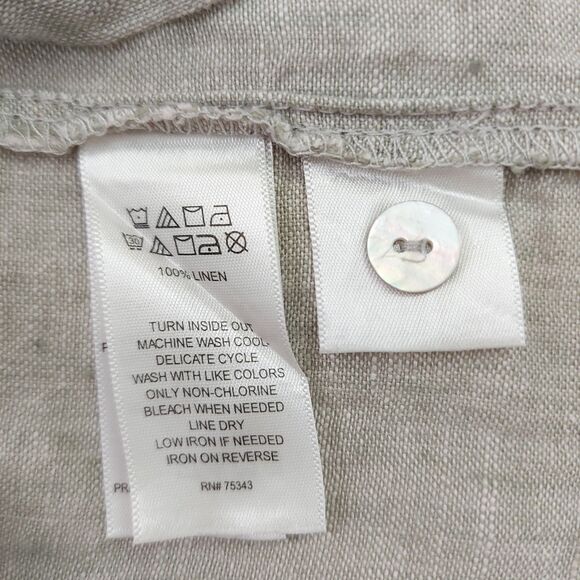 30
100% LINEN
TURN INSIDE OUT
MACHINE WASH COOL
DELICATE CYCLE
WASH WITH LIKE COLORS
ONLY NON-CHLORINE
BLEACH WHEN NEEDED
LINE DRY
LOW IRON IF NEEDED
IRON ON REVERSE
RN# 75343